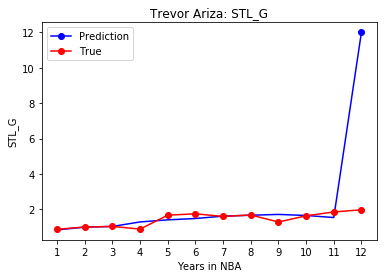 Trevor Ariza: STL_G
Prediction
True
12
10
8
6
4
2
STL_G
1 2 3 4 5 6 7 8 9 10 11 12
Years in NBA